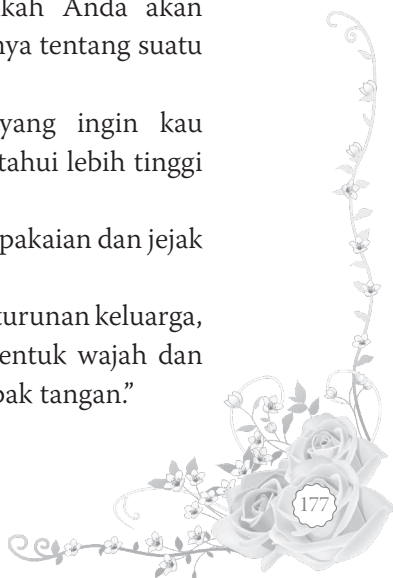 kah Anda akan
nya tentang suatu
yang ingin kau
tahui lebih tinggi
pakaian dan jejak
turunan keluarga,
entuk wajah dan
pak tangan.”
177